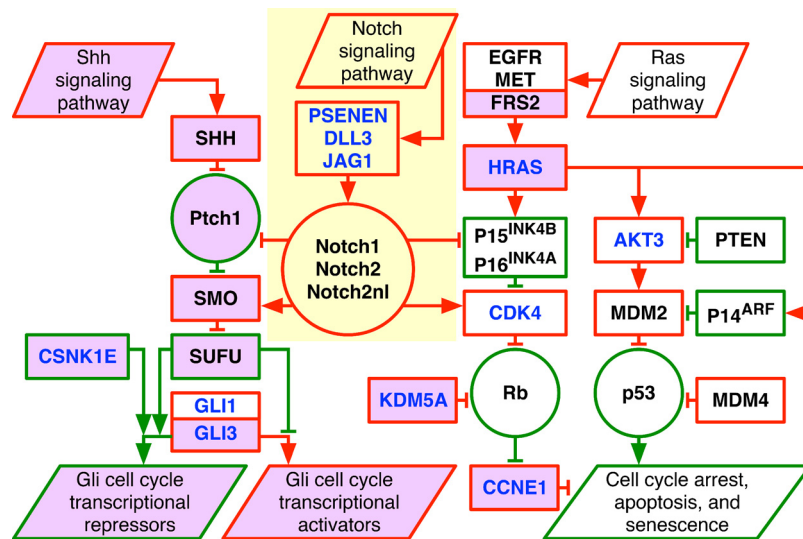 Shh
signaling
pathway
Notch
signaling
pathway
EGFR
MET
FRS2
Ras
signaling
pathway
PSENEN
DLL3
JAG1
SHH
HRAS
Ptch1
Notch1
Notch2
Notch2nl
P15INK4B
P16INK4A
AKT3
PTEN
SMO
CDK4
MDM2
P14ARF
CSNK1E
SUFU
KDM5A
Rb
p53
MDM4
GLI1
GLI3
Gli cell cycle
transcriptional
repressors
Gli cell cycle
transcriptional
activators
CCNE1
Cell cycle arrest,
apoptosis, and
senescence